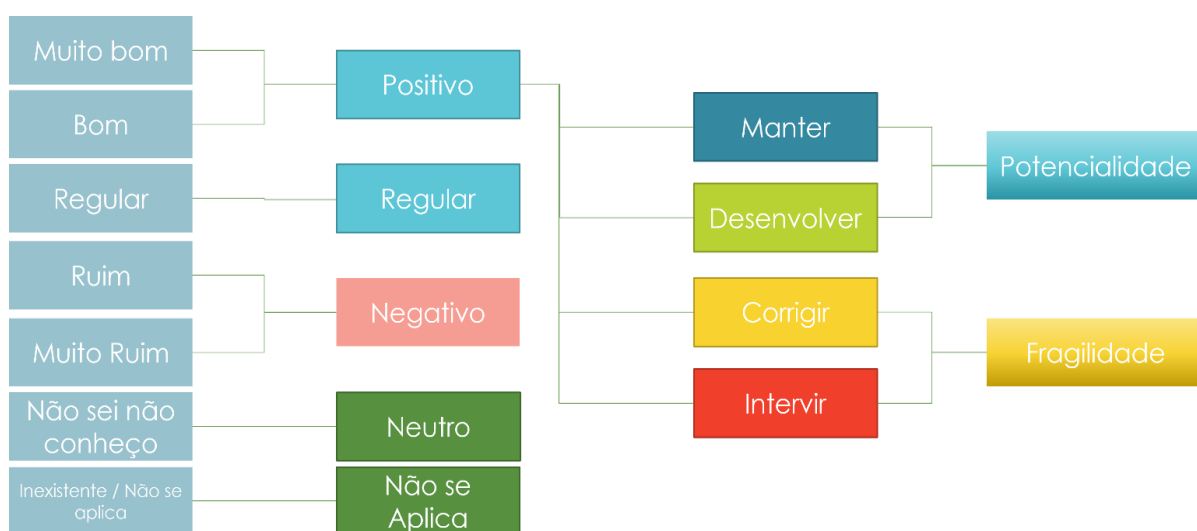 Muito bom
Bom
Regular
Ruim
Muito Ruim
Não sei não
conheço
Inexistente / Não se
aplica
Positivo
Regular
Negativo
Neutro
Não se
Aplica
Manter
Desenvolver
Corrigir
Intervir
Potencialidade
Fragilidade